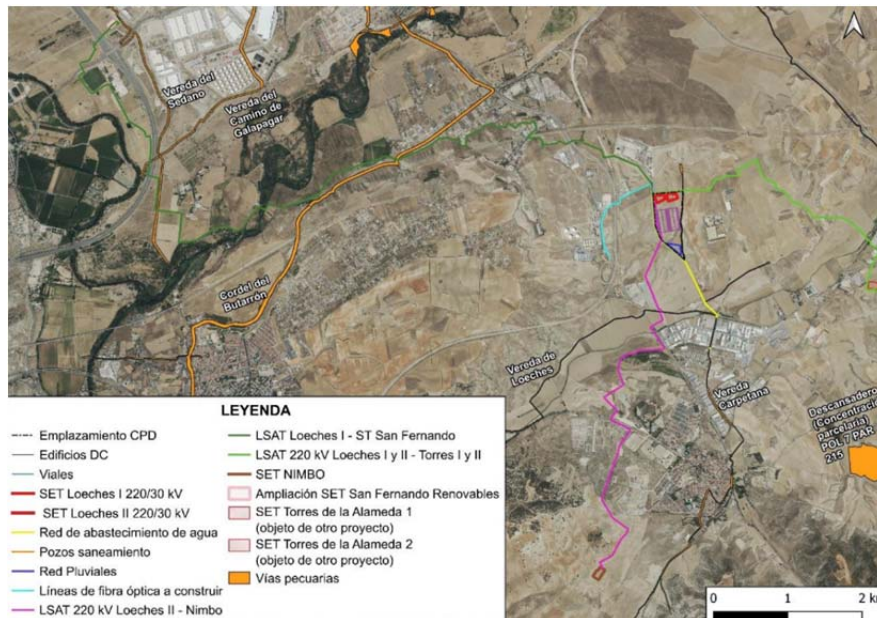 Vereda del
Sedano
Vereda del
Camino de
Galapagar
Cordel del
Butarrón
Vereda de
Loeches
Vereda
Carpetana
Descansadero
(Concentració
parcelaria)
POL 7 PAR
215
LEYENDA
Emplazamiento CPD
Edificios DC
Viales
SET Loeches I 220/30 kV
SET Loeches II 220/30 kV
Red de abastecimiento de agua
Pozos saneamiento
Red Pluviales
Líneas de fibra óptica a construir
LSAT 220 kV Loeches II - Nimbo
LSAT Loeches I - ST San Fernando
LSAT 220 kV Loeches I y II - Torres I y II
SET NIMBO
Ampliación SET San Fernando Renovables
SET Torres de la Alameda 1
(objeto de otro proyecto)
SET Torres de la Alameda 2
(objeto de otro proyecto)
Vías pecuarias
0 1 2 k